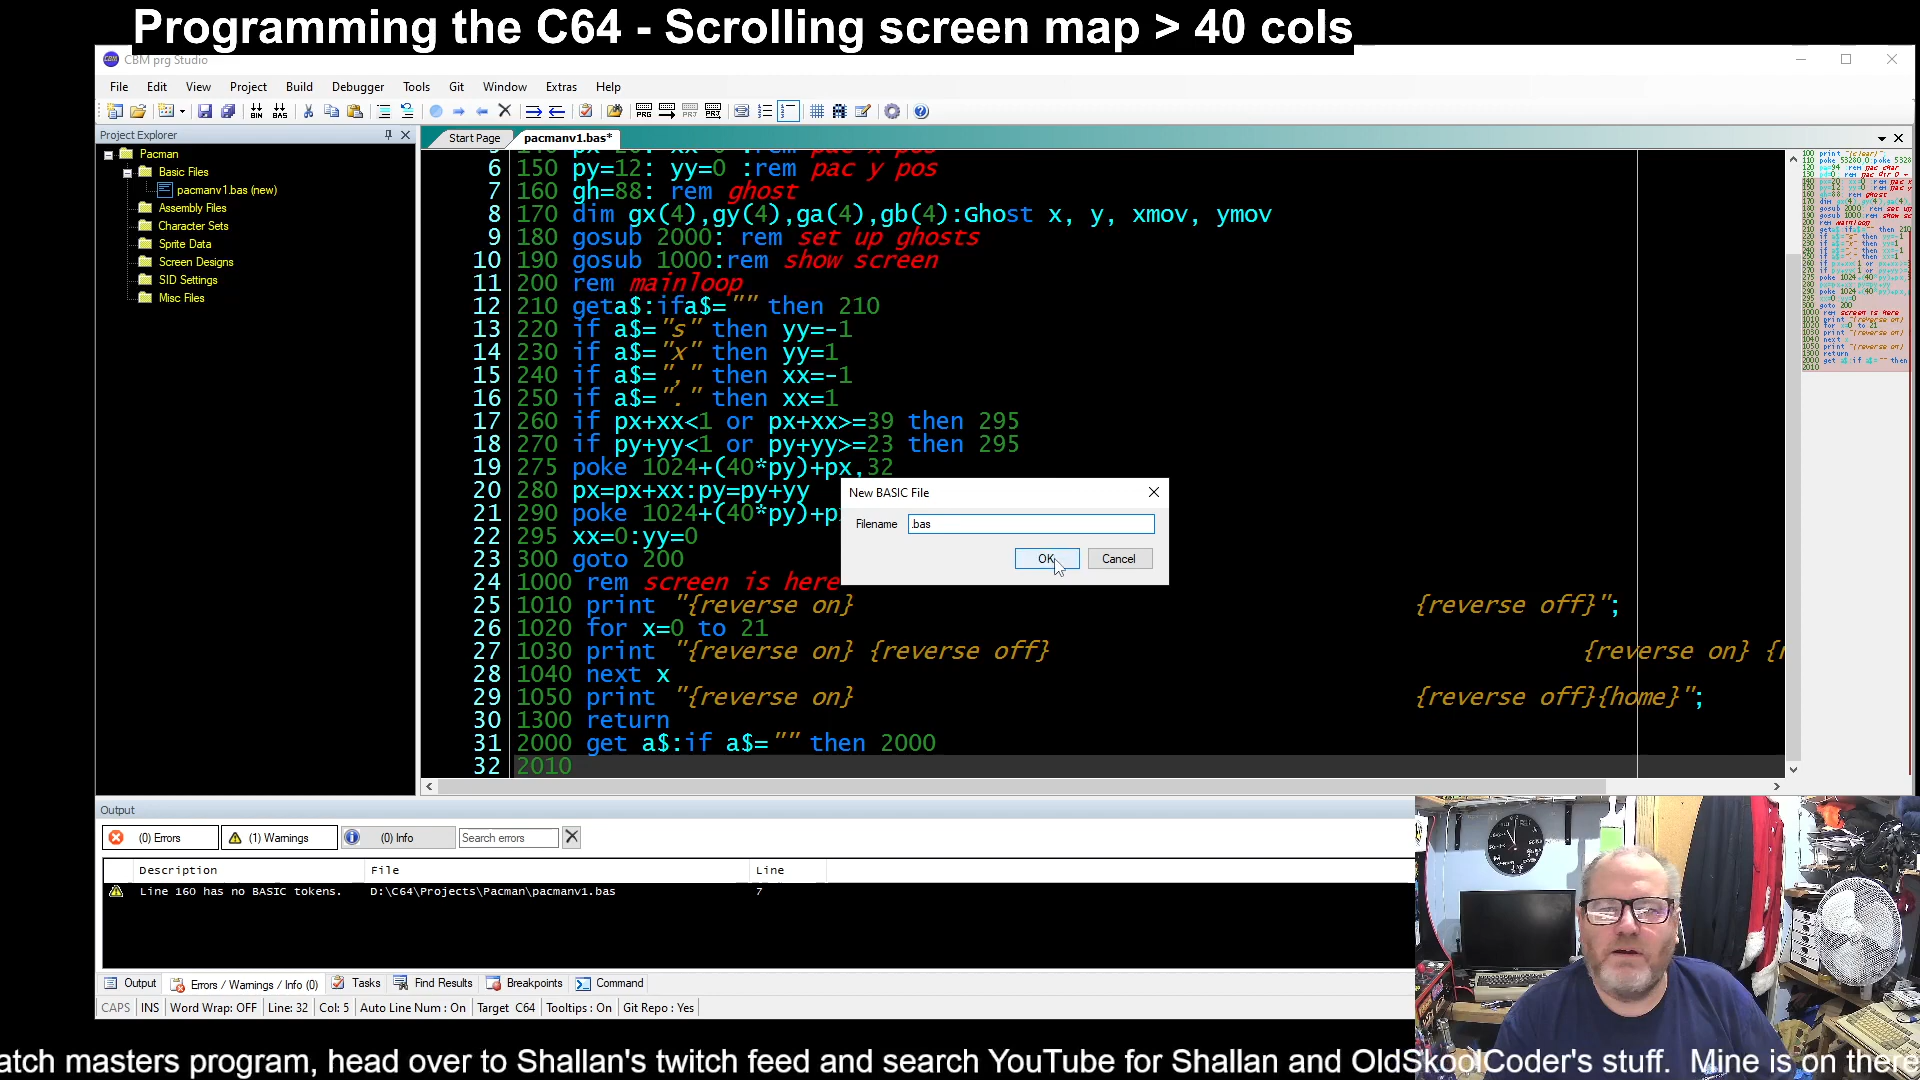 Programming the C64 - Scrolling screen map > 40 cols
CBM prg Studio
File Edit View Project Build Debugger Tools Git Extras Window Help
Project Explorer
Start Page pacmanv1.bas*
Pacman
Basic Files
pacmanv1.bas (new)
Assembly Files
Character Sets
Sprite Data
Screen Designs
SID Settings
Misc Files
6 150 py=12: yy=0 :rem pac y pos
7 160 gh=88: rem ghost
8 170 dim gx(4),gy(4),ga(4),gb(4):Ghost x, y, xmov, ymov
9 180 gosub 2000: rem set up ghosts
10 190 gosub 1000:rem show screen
11 200 rem mainloop
12 210 geta$:ifa$="" then 210
13 220 if a$="s" then yy=-1
14 230 if a$="x" then yy=1
15 240 if a$="," then xx=-1
16 250 if a$="." then xx=1
17 260 if px+xx<1 or px+xx>=39 then 295
18 270 if py+yy<1 or py+yy>=23 then 295
19 275 poke 1024+(40*py)+px,32
20 280 px=px+xx:py=py+yy
21 290 poke 1024+(40*py)+p
22 295 xx=0:yy=0
23 300 goto 200
24 1000 rem screen is here
25 1010 print "{reverse on} {reverse off}";
26 1020 for x=0 to 21
27 1030 print "{reverse on} {reverse off} {reverse on} {r
28 1040 next x
29 1050 print "{reverse on} {reverse off}{home}";
30 1300 return
31 2000 get a$:if a$="" then 2000
32 2010
New BASIC File
Filename .bas
OK Cancel
Output
(0) Errors (1) Warnings (0) Info Search errors
Description File Line
Line 160 has no BASIC tokens. D:\C64\Projects\Pacman\pacmanv1.bas 7
Output Errors / Warnings / Info (0) Tasks Find Results Breakpoints Command
CAPS INS Word Wrap: OFF Line: 32 Col: 5 Auto Line Num : On Target C64 Tooltips : On Git Repo : Yes
atch masters program, head over to Shallan's twitch feed and search YouTube for Shallan and OldSkoolCoder's stuff. Mine is on there